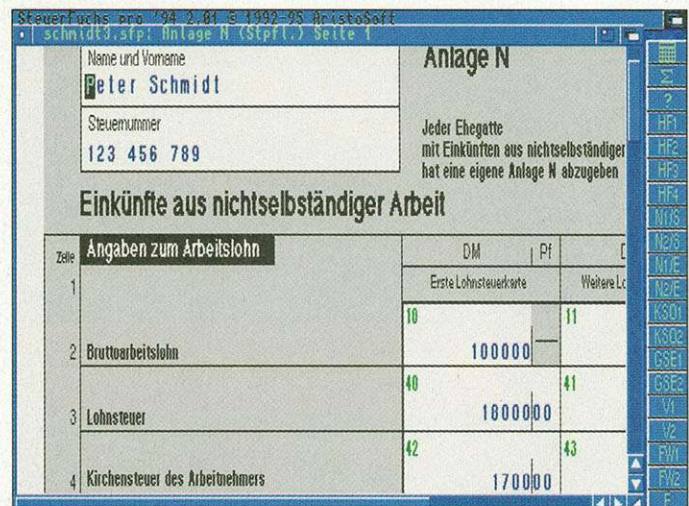 SteuerFuchs pro '94 2.01 © 1992-95 AristoSoft
schmidt3.sfp: Anlage N (Stpfl.) Seite 1
Name und Vorname
Peter Schmidt
Steuernummer
123 456 789
Anlage N
Jeder Ehegatte
mit Einkünften aus nichtselbständiger
hat eine eigene Anlage N abzugeben
Einkünfte aus nichtselbständiger Arbeit
Zeile Angaben zum Arbeitslohn
DM Pf D
1 Erste Lohnsteuerkarte Weitere Lo
10 11
2 Bruttoarbeitslohn 100000 —
40 41
3 Lohnsteuer 1800000
42 43
4 Kirchensteuer des Arbeitnehmers 170000
Σ
?
HF1
HF2
HF3
HF4
N1/S
N2/S
N1/E
N2/E
KSO1
KSO2
GSE1
GSE2
V1
V2
FW1
FW2
F